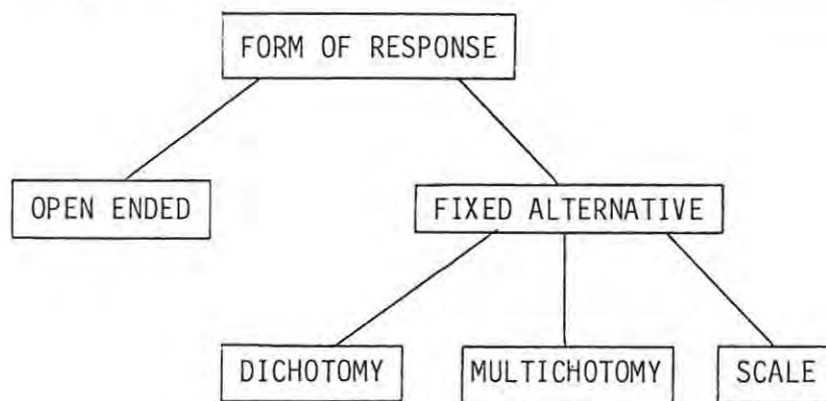 FORM OF RESPONSE
OPEN ENDED
FIXED ALTERNATIVE
DICHOTOMY
MULTICHOTOMY
SCALE